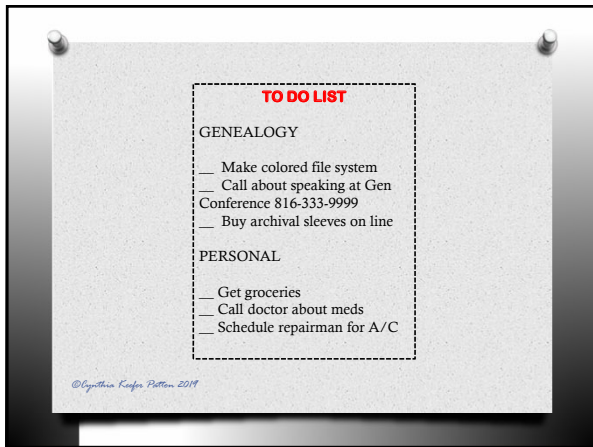 TO DO LIST
GENEALOGY
__ Make colored file system
__ Call about speaking at Gen
Conference 816-333-9999
__ Buy archival sleeves on line
PERSONAL
__ Get groceries
__ Call doctor about meds
__ Schedule repairman for A/C
©Cynthia Keefer Patton 2019